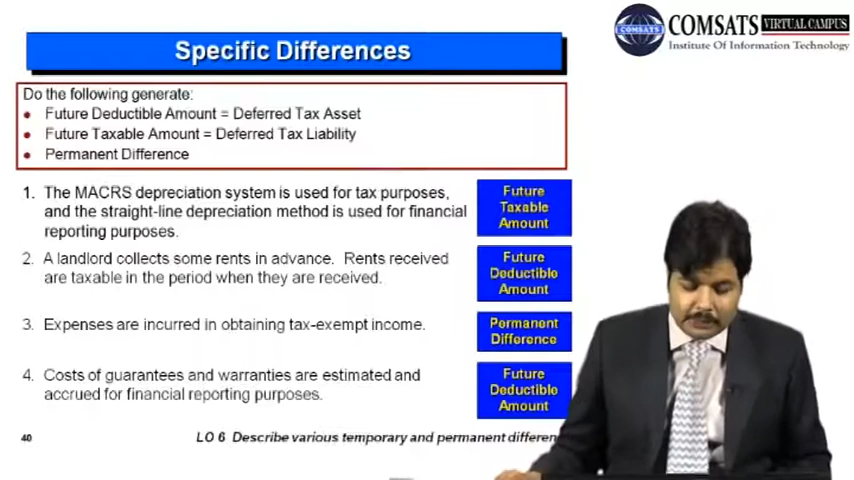 COMSATS VIRTUAL CAMPUS
Institute Of Information Technology
COMSATS
Specific Differences
Do the following generate:
• Future Deductible Amount = Deferred Tax Asset
• Future Taxable Amount = Deferred Tax Liability
• Permanent Difference
1. The MACRS depreciation system is used for tax purposes,
and the straight-line depreciation method is used for financial
reporting purposes.
Future
Taxable
Amount
2. A landlord collects some rents in advance. Rents received
are taxable in the period when they are received.
Future
Deductible
Amount
3. Expenses are incurred in obtaining tax-exempt income.
Permanent
Difference
4. Costs of guarantees and warranties are estimated and
accrued for financial reporting purposes.
Future
Deductible
Amount
40
LO 6 Describe various temporary and permanent differen